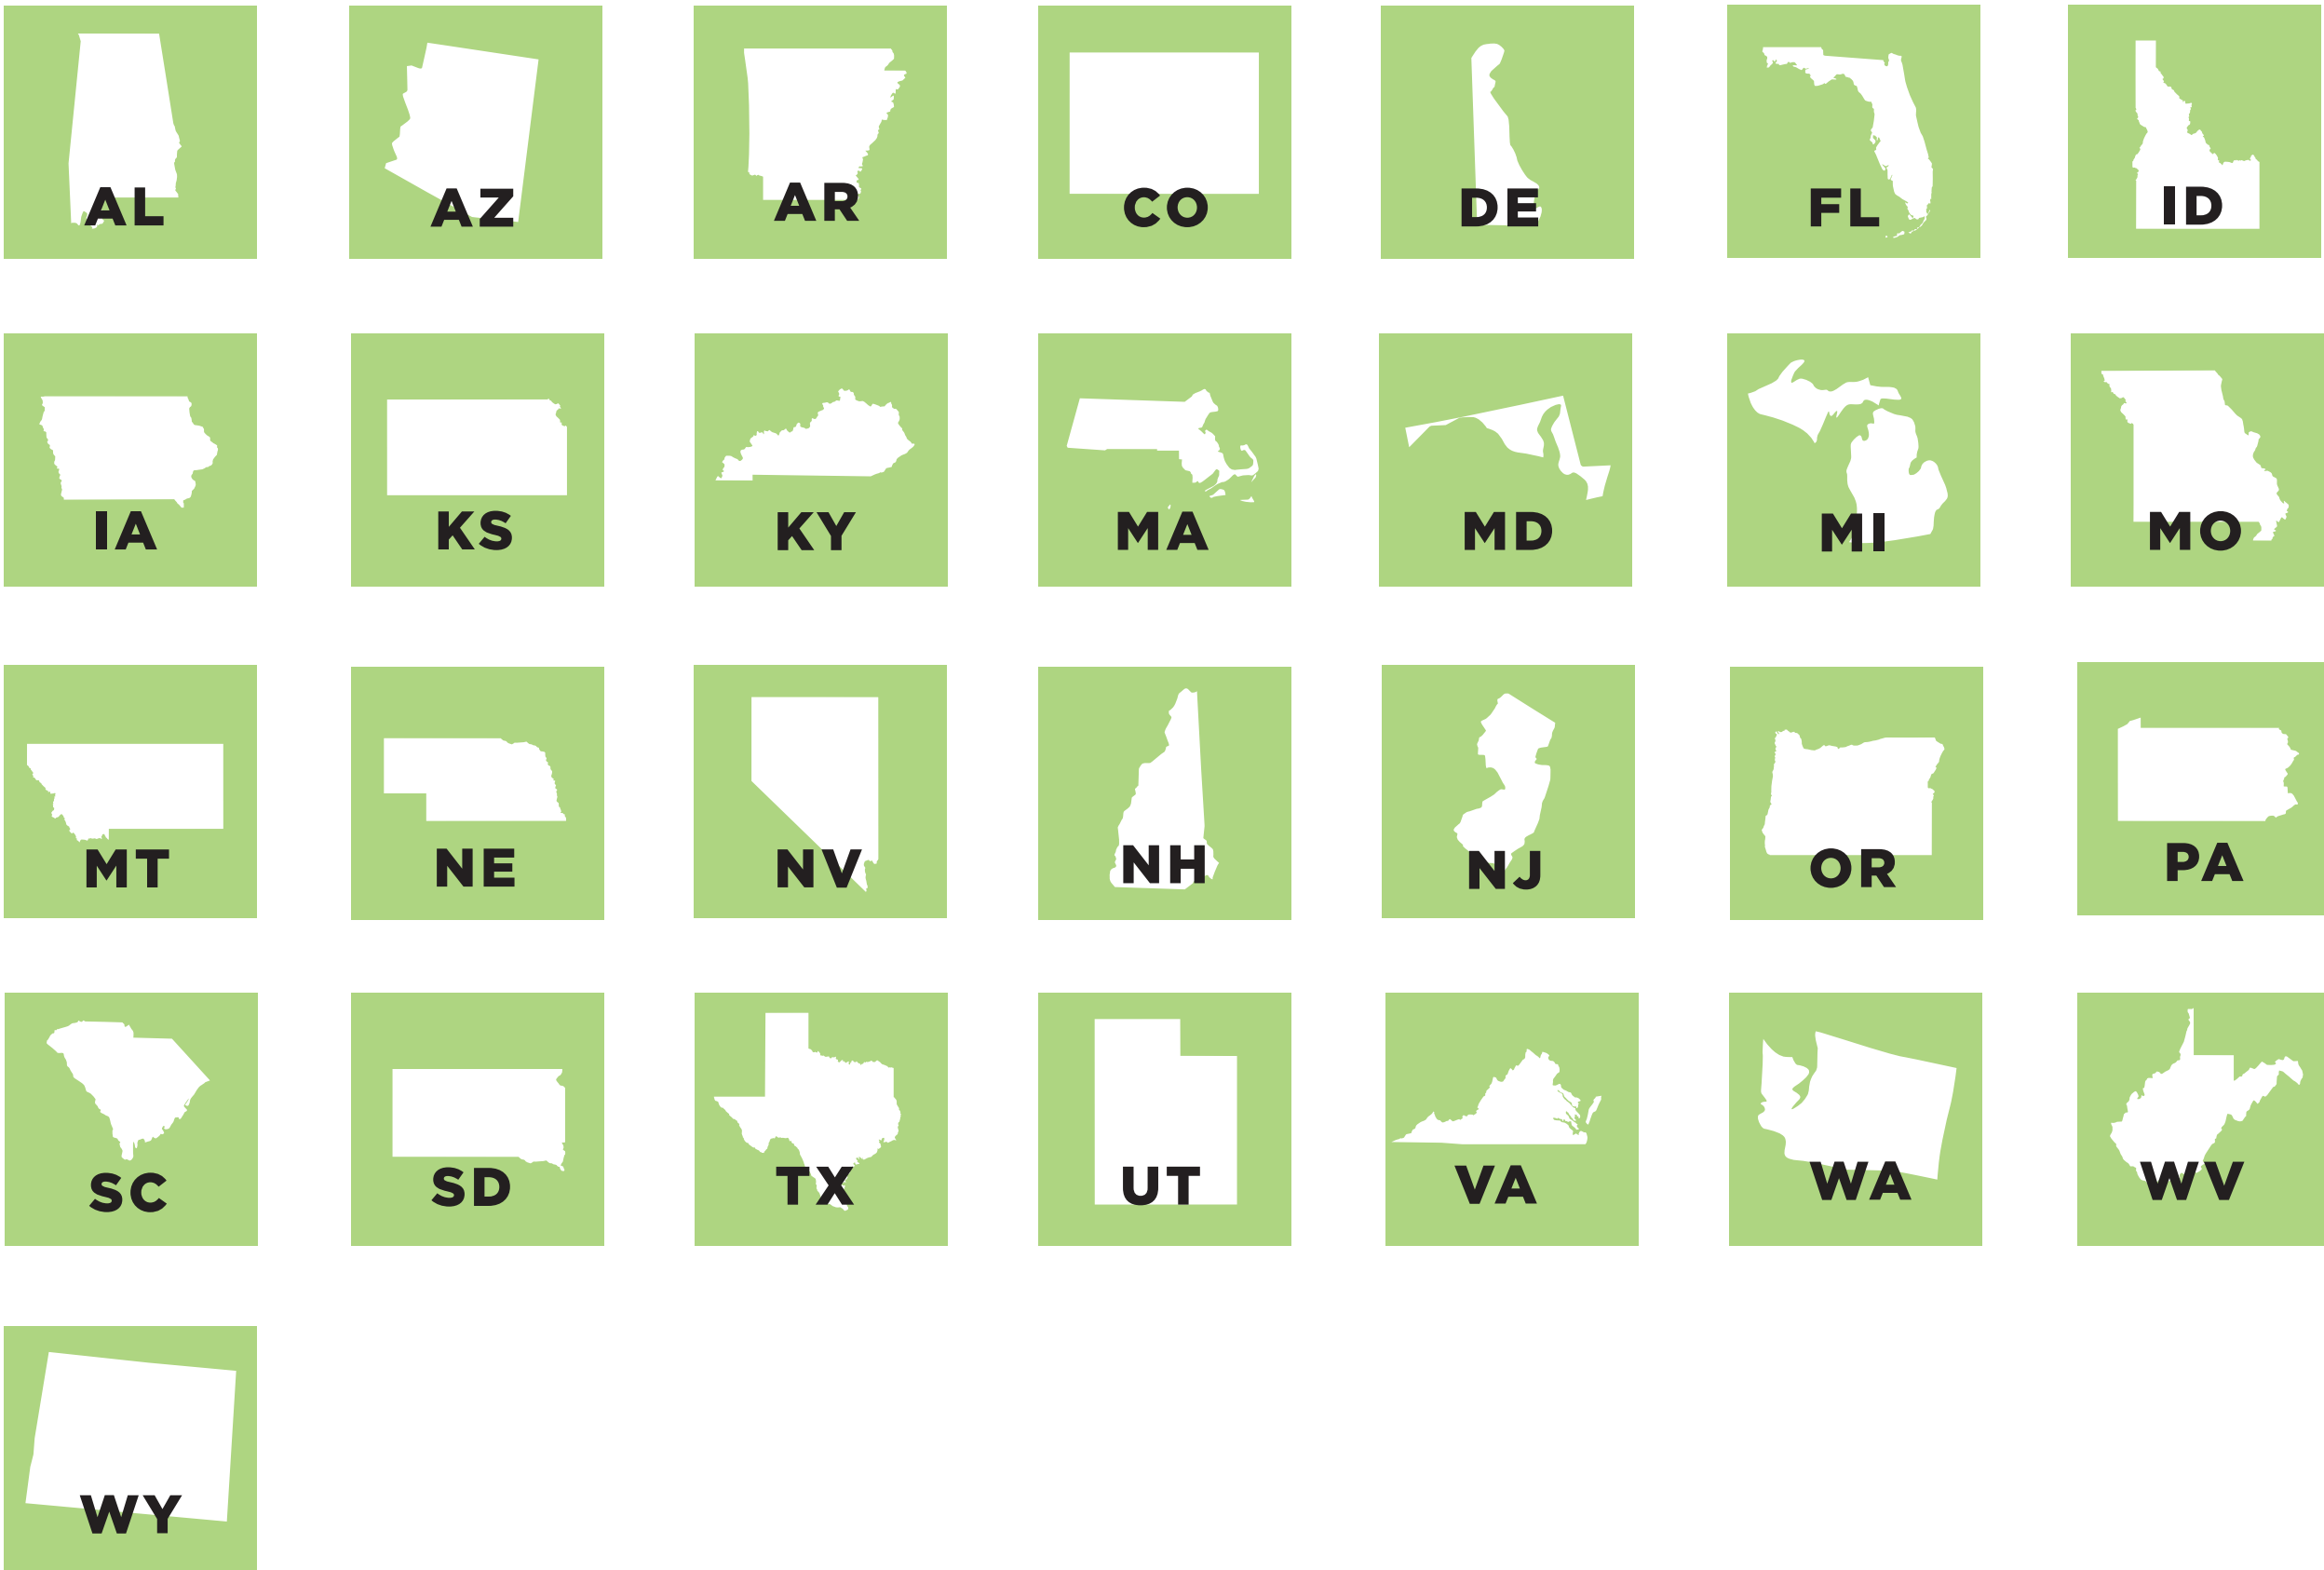 AL AZ AR CO DE FL ID
IA KS KY MA MD MI MO
MT NE NV NH NJ OR PA
SC SD TX UT VA WA WV
WY